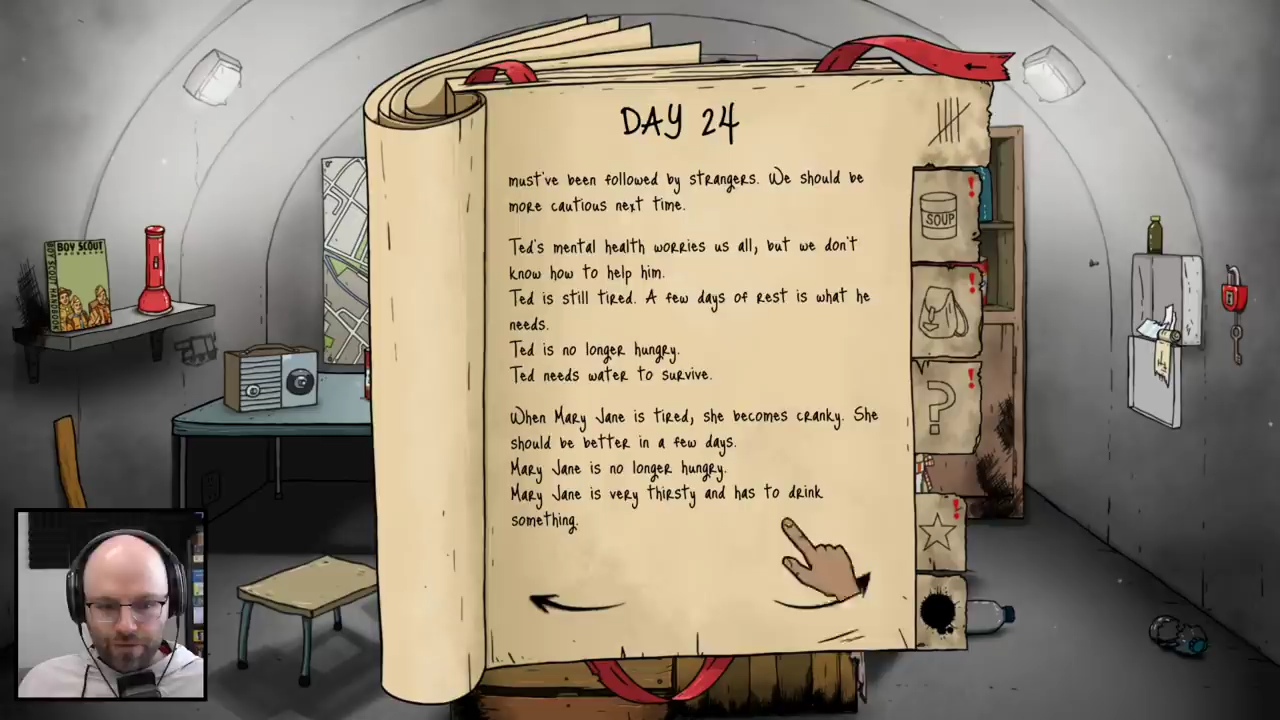 DAY 24
must've been followed by strangers. We should be
more cautious next time.
Ted's mental health worries us all, but we don't
know how to help him.
Ted is still tired. A few days of rest is what he
needs.
Ted is no longer hungry.
Ted needs water to survive.
When Mary Jane is tired, she becomes cranky. She
should be better in a few days.
Mary Jane is no longer hungry.
Mary Jane is very thirsty and has to drink
something.
SOUP
!
!
?
!
!
BOY SCOUT
BOY SCOUT HANDBOOK